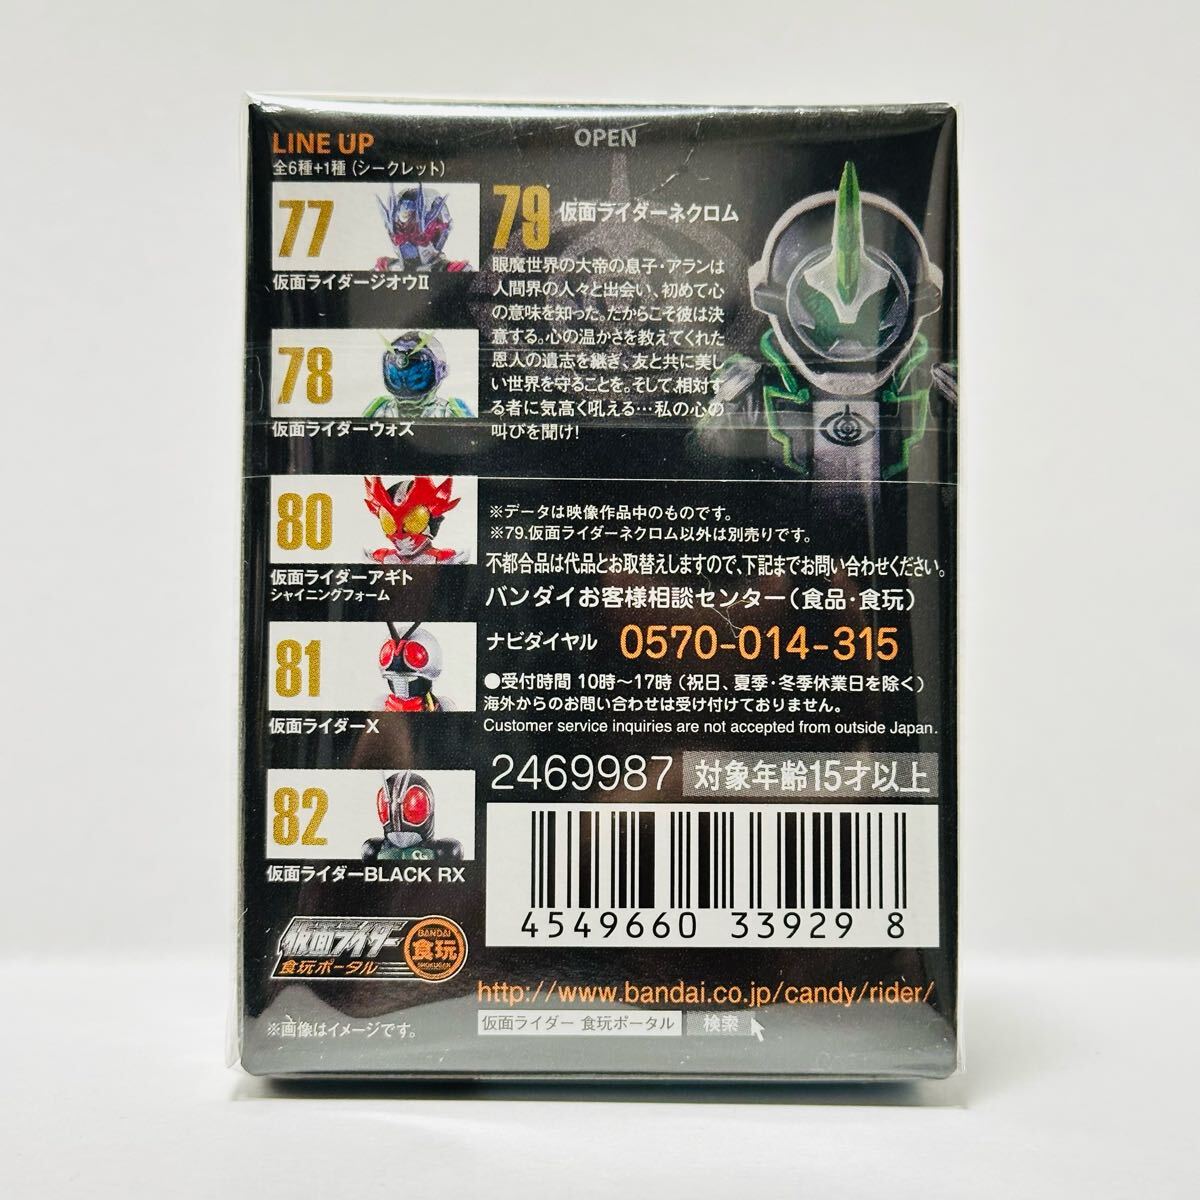 OPEN
LINE UP
全6種+1種 (シークレット)
77
仮面ライダージオウⅡ
78
仮面ライダーウォズ
80
仮面ライダーアギト
シャイニングフォーム
81
仮面ライダーX
82
仮面ライダーBLACK RX
79 仮面ライダーネクロム
眼魔世界の大帝の息子・アランは
人間界の人々と出会い、初めて心
の意味を知った。だからこそ彼は決
意する。心の温かさを教えてくれた
恩人の遺志を継ぎ、友と共に美し
い世界を守ることを。そして、相対す
る者に気高く吼える…私の心の
叫びを聞け!
※データは映像作品中のものです。
※79.仮面ライダーネクロム以外は別売りです。
不都合品は代品とお取替えしますので、下記までお問い合わせください。
バンダイお客様相談センター(食品・食玩)
ナビダイヤル 0570-014-315
●受付時間 10時〜17時 (祝日、夏季・冬季休業日を除く)
海外からのお問い合わせは受け付けておりません。
Customer service inquiries are not accepted from outside Japan.
2469987 対象年齢15才以上
4549660 33929 8
仮面ライダー
食玩ポータル
BANDAI
食玩
SHOKUGAN
http://www.bandai.co.jp/candy/rider/
仮面ライダー 食玩ポータル 検索
※画像はイメージです。